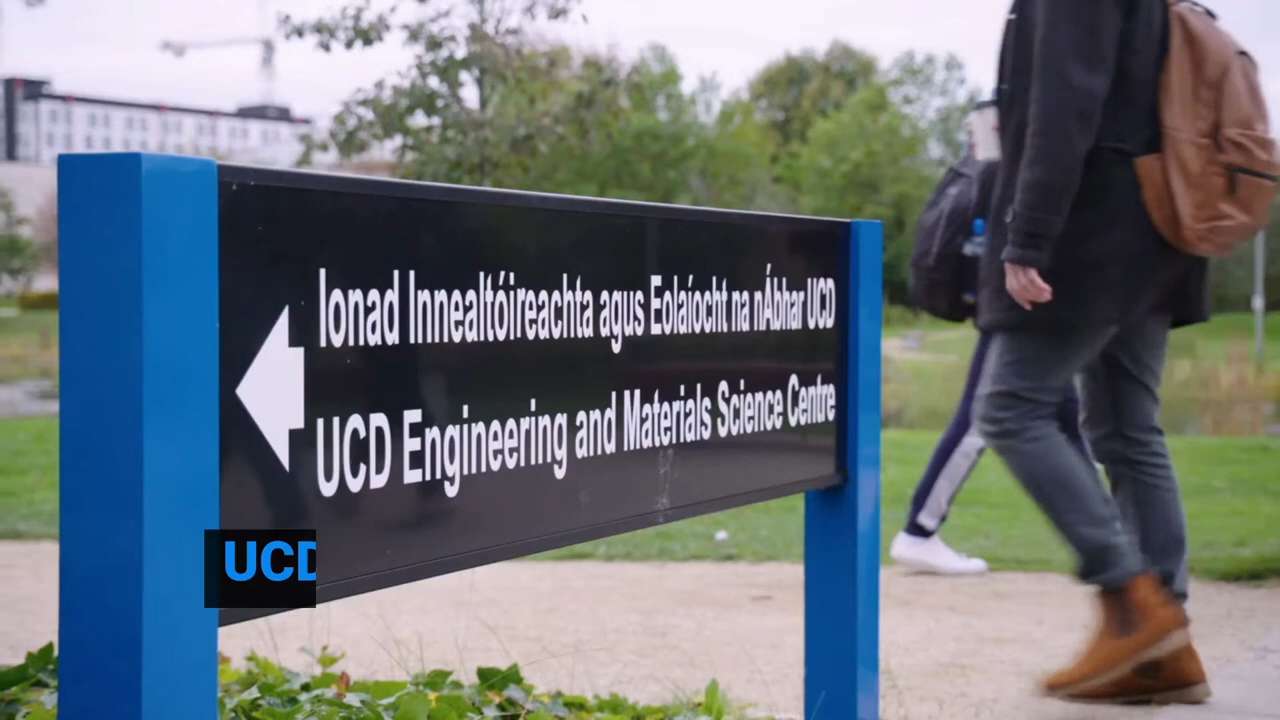 Ionad Innealtóireachta agus Eolaíocht na nÁbhar UCD
UCD Engineering and Materials Science Centre
UCD